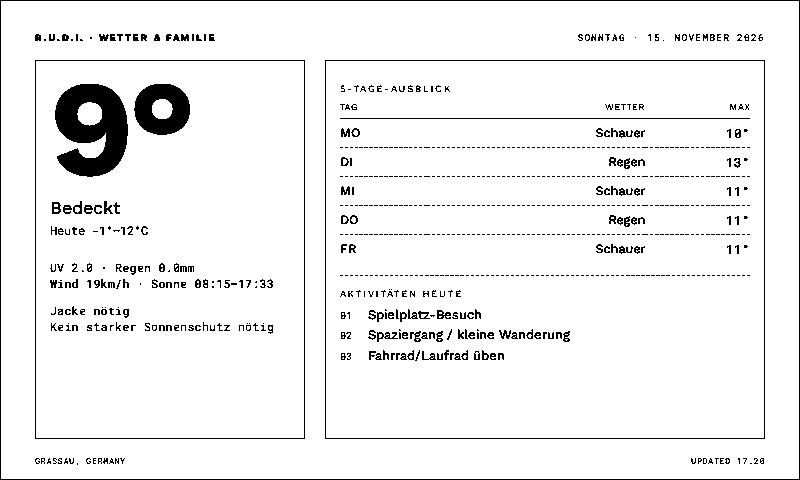 R.U.D.I. · WETTER & FAMILIE
SONNTAG · 15. NOVEMBER 2026
9°
Bedeckt
Heute -1°–12°C
UV 2.0 · Regen 0.0mm
Wind 19km/h · Sonne 08:15–17:33
Jacke nötig
Kein starker Sonnenschutz nötig
5-TAGE-AUSBLICK
TAG WETTER MAX
MO Schauer 10°
DI Regen 13°
MI Schauer 11°
DO Regen 11°
FR Schauer 11°
AKTIVITÄTEN HEUTE
01 Spielplatz-Besuch
02 Spaziergang / kleine Wanderung
03 Fahrrad/Laufrad üben
GRASSAU, GERMANY
UPDATED 17.20